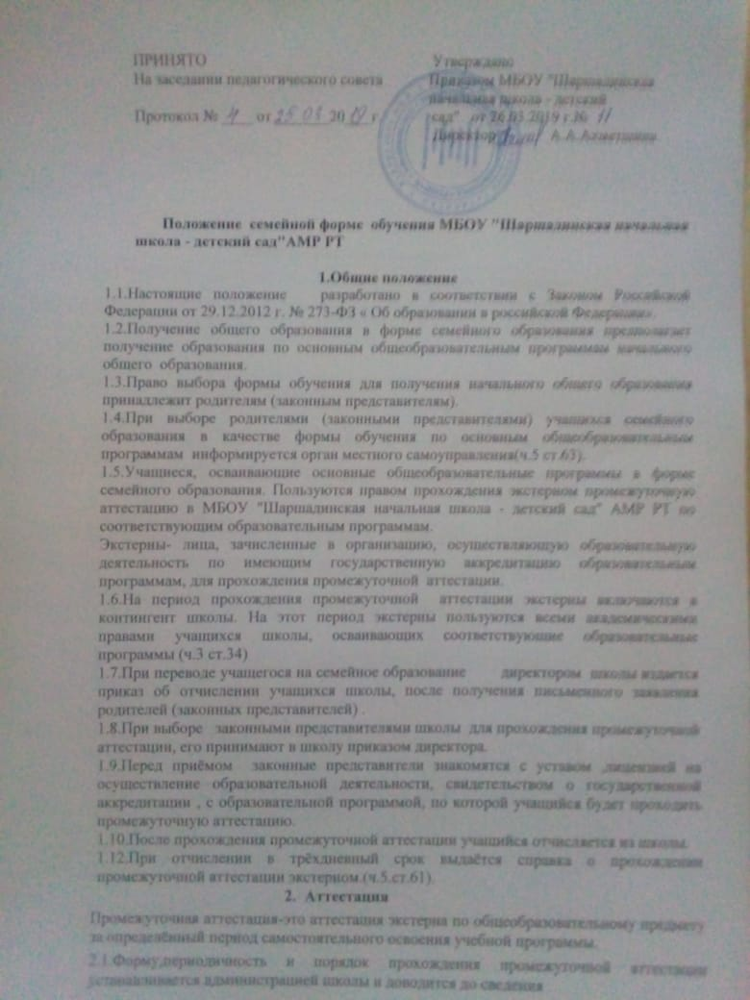 ПРИНЯТО
На заседании педагогического совета
Протокол № 4 от 25.03 2019 г
Утверждано
Приказом МБОУ "Шаршадинская
начальная школа - детский
сад" от 26.03.2019 г.№ 11
Директор А.А.Ахметшина
Положение семейной форме обучения МБОУ "Шаршадинская начальная
школа - детский сад"АМР РТ
1.Общие положение
1.1.Настоящие положение разработано в соответствии с Законом Российской
Федерации от 29.12.2012 г. № 273-ФЗ « Об образовании в российской Федерации».
1.2.Получение общего образования в форме семейного образования предполагает
получение образования по основным общеобразовательным программам начального
общего образования.
1.3.Право выбора формы обучения для получения начального общего образования
принадлежит родителям (законным представителям).
1.4.При выборе родителями (законными представителями) учащихся семейного
образования в качестве формы обучения по основным общеобразовательным
программам информируется орган местного самоуправления(ч.5 ст.63).
1.5.Учащиеся, осваивающие основные общеобразовательные программы в форме
семейного образования. Пользуются правом прохождения экстерном промежуточную
аттестацию в МБОУ "Шаршадинская начальная школа - детский сад" АМР РТ по
соответствующим образовательным программам.
Экстерны- лица, зачисленные в организацию, осуществляющую образовательную
деятельность по имеющим государственную аккредитацию образовательным
программам, для прохождения промежуточной аттестации.
1.6.На период прохождения промежуточной аттестации экстерны включаются в
контингент школы. На этот период экстерны пользуются всеми академическими
правами учащихся школы, осваивающих соответствующие образовательные
программы (ч.3 ст.34)
1.7.При переводе учащегося на семейное образование директором школы издается
приказ об отчислении учащихся школы, после получения письменного заявления
родителей (законных представителей) .
1.8.При выборе законными представителями школы для прохождения промежуточной
аттестации, его принимают в школу приказом директора.
1.9.Перед приёмом законные представители знакомятся с уставом ,лицензией на
осуществление образовательной деятельности, свидетельством о государственной
аккредитации , с образовательной программой, по которой учащийся будет проходить
промежуточную аттестацию.
1.10.После прохождения промежуточной аттестации учащийся отчисляется из школы.
1.12.При отчислении в трёхдневный срок выдаётся справка о прохождении
промежуточной аттестации экстерном.(ч.5.ст.61).
2. Аттестация
Промежуточная аттестация-это аттестация экстерна по общеобразовательному предмету
за определённый период самостоятельного освоения учебной программы.
2.1.Форму,периодичность и порядок прохождения промежуточной аттестации
устанавливается администрацией школы и доводится до сведения